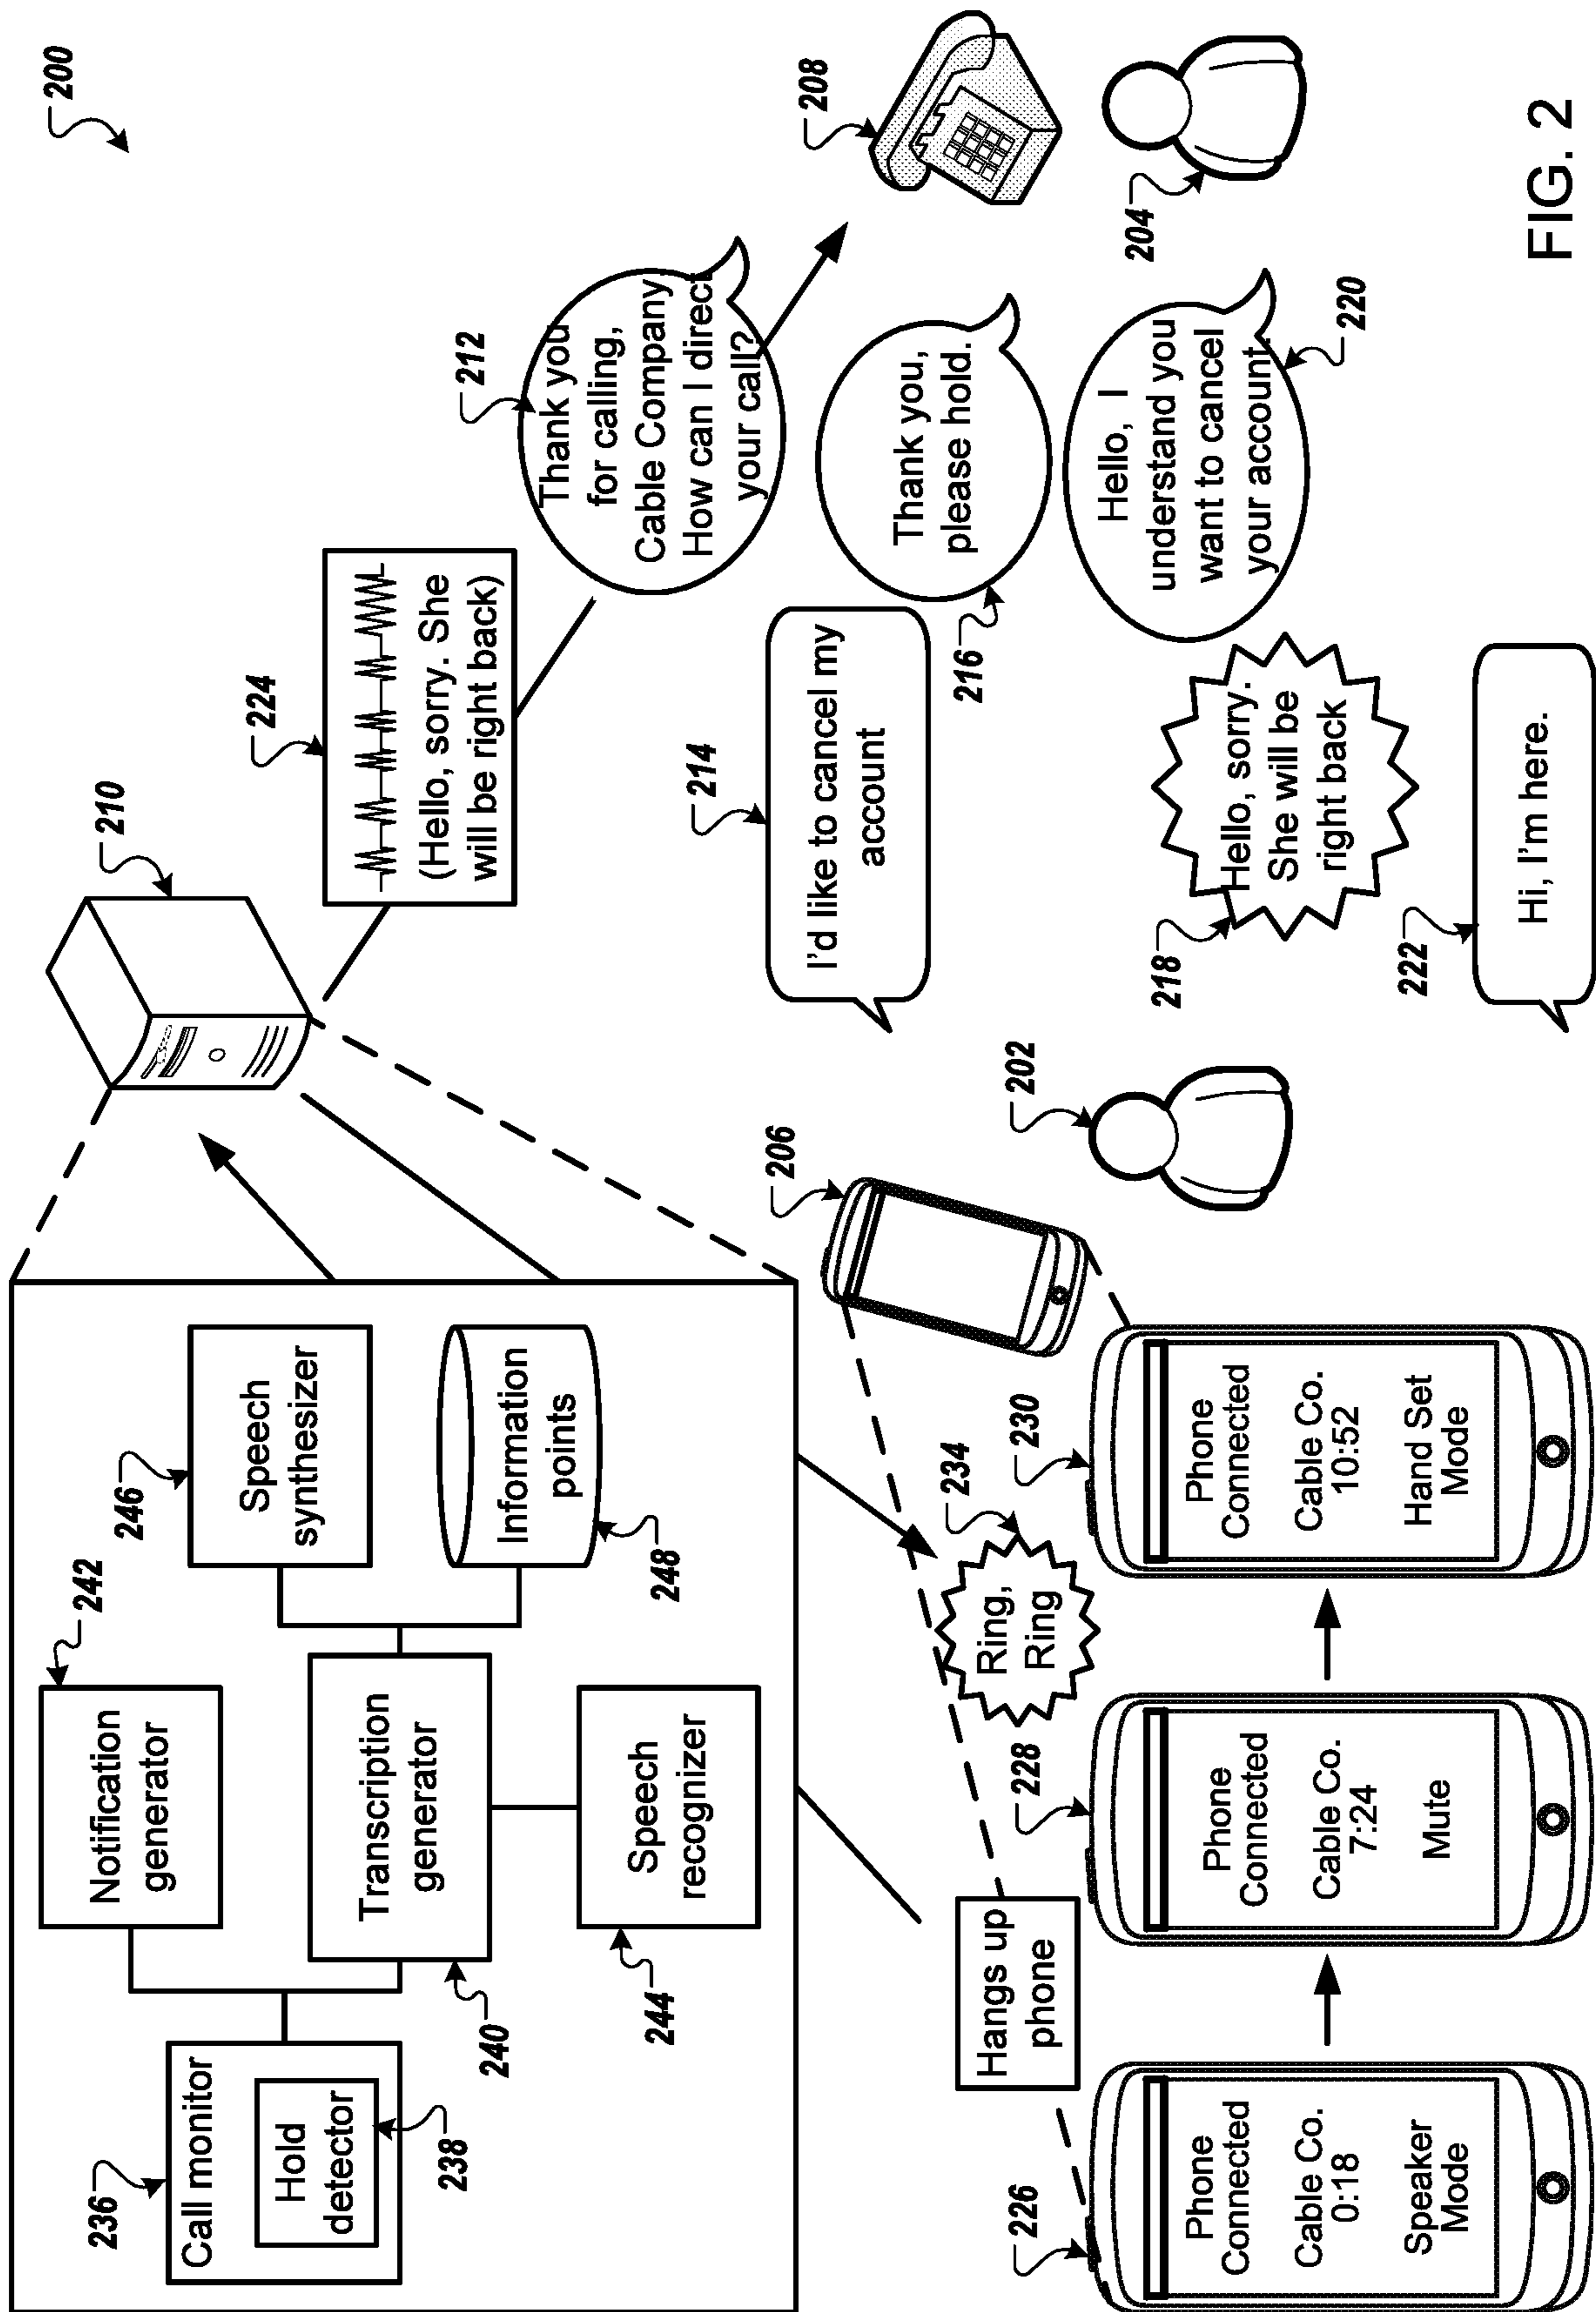 200
236
Call monitor
Hold
detector
238
242
Notification
generator
Transcription
generator
240
Speech
recognizer
244
246
Speech
synthesizer
Information
points
248
210
224
(Hello, sorry. She
will be right back)
212
Thank you
for calling,
Cable Company
How can I direct
your call?
208
214
I'd like to cancel my
account
Thank you,
please hold.
216
206
202
204
218
Hello, sorry.
She will be
right back
Hello, I
understand you
want to cancel
your account.
220
222
Hi, I'm here.
Hangs up
phone
234
Ring,
Ring
226
Phone
Connected
Cable Co.
0:18
Speaker
Mode
228
Phone
Connected
Cable Co.
7:24
Mute
230
Phone
Connected
Cable Co.
10:52
Hand Set
Mode
FIG. 2